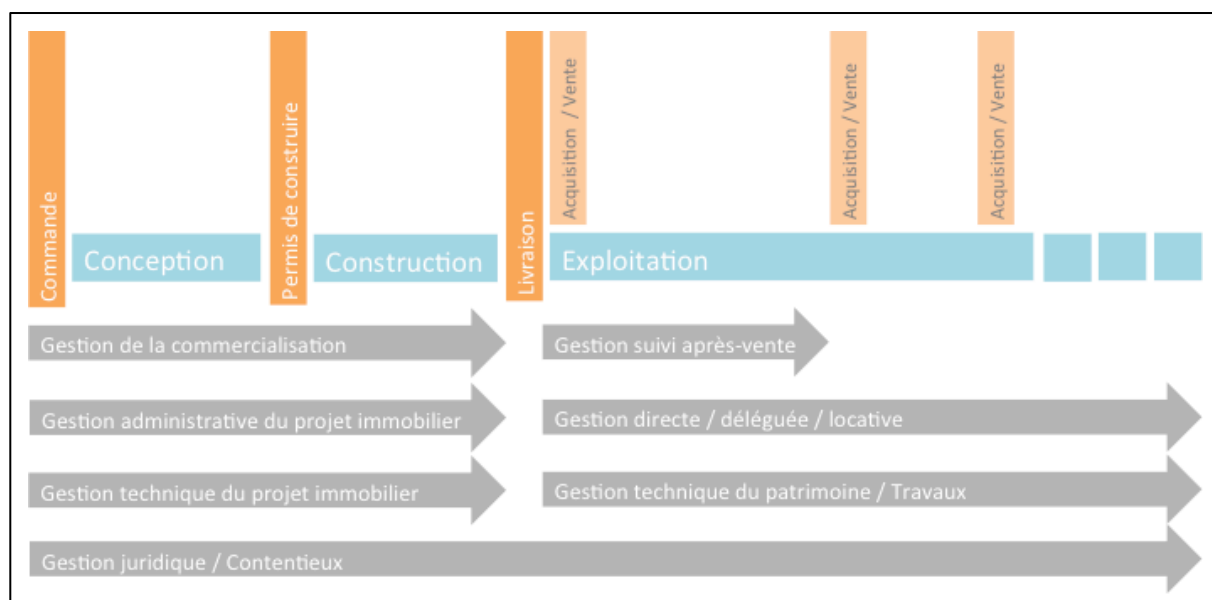 Commande
Conception
Permis de construire
Construction
Livraison
Acquisition / Vente
Acquisition / Vente
Acquisition / Vente
Exploitation
Gestion de la commercialisation
Gestion suivi après-vente
Gestion administrative du projet immobilier
Gestion directe / déléguée / locative
Gestion technique du projet immobilier
Gestion technique du patrimoine / Travaux
Gestion juridique / Contentieux